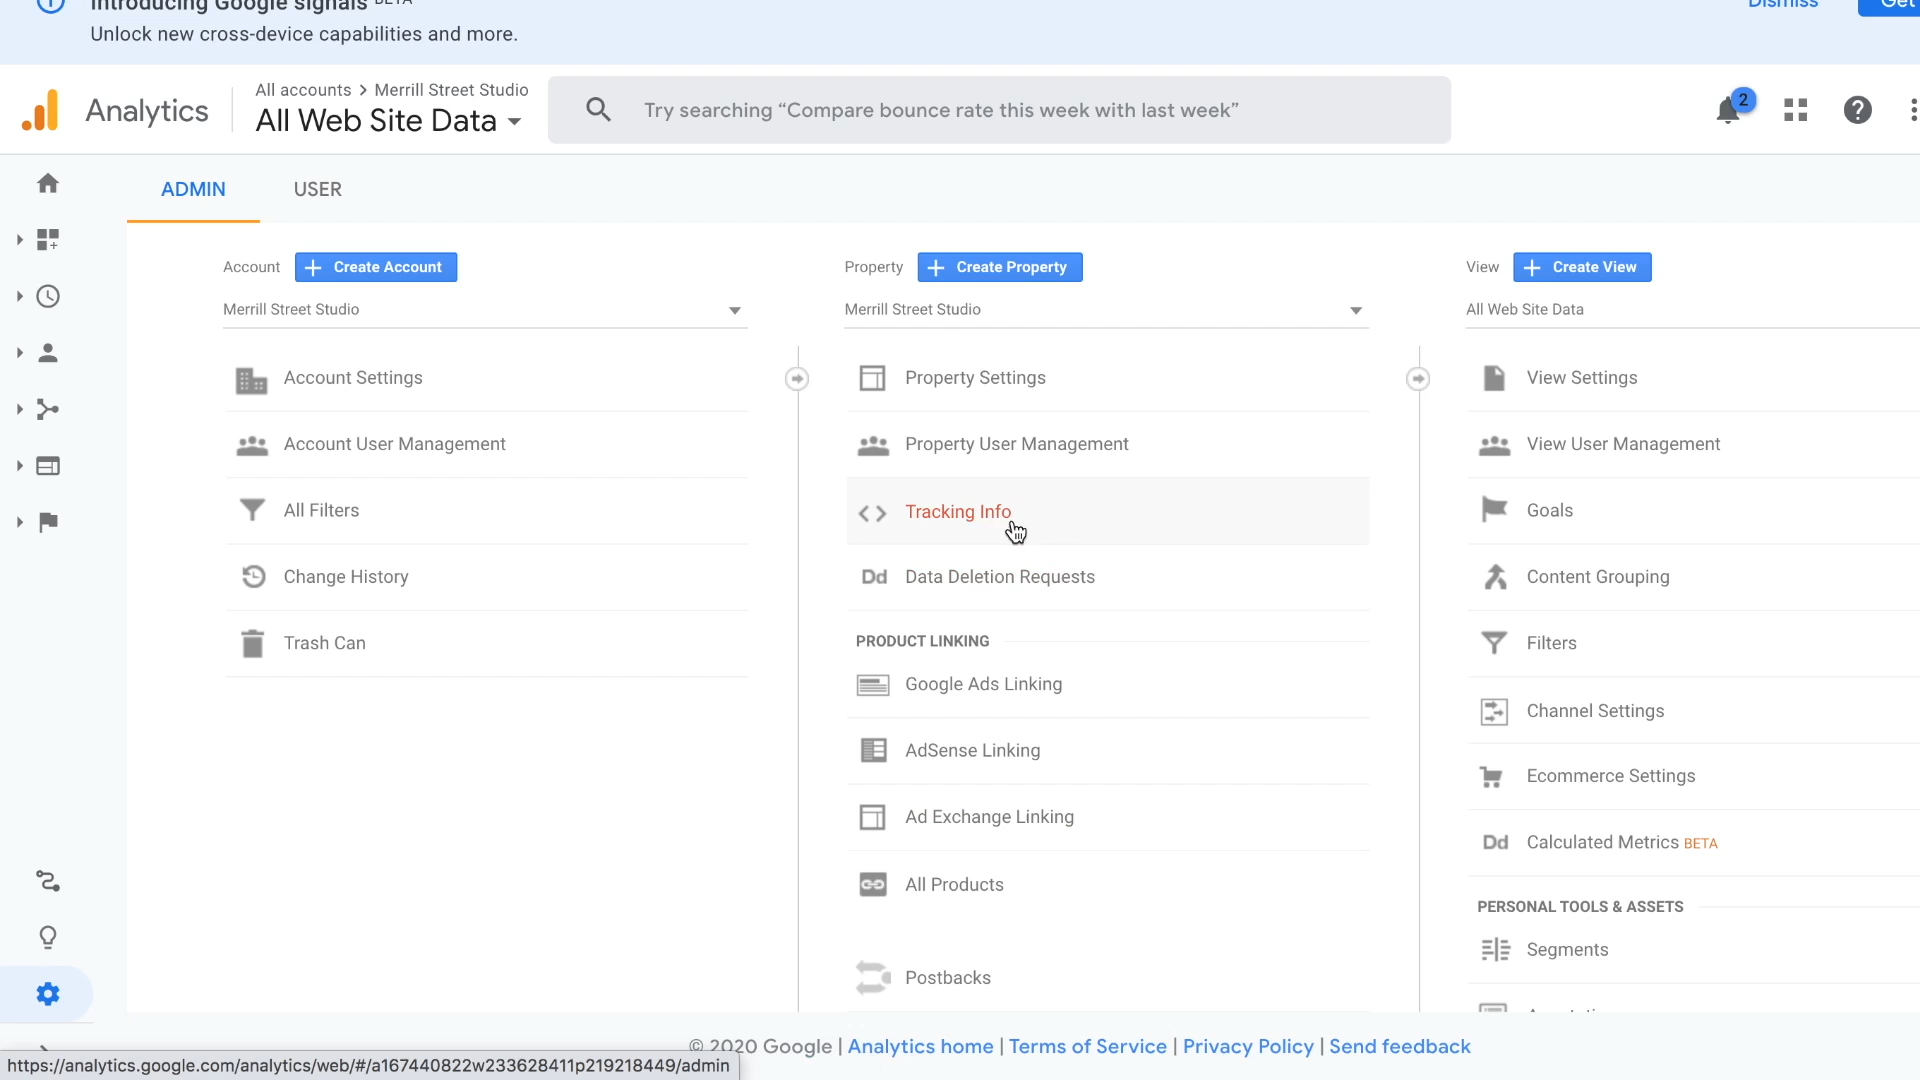 Introducing Google signals BETA
Unlock new cross-device capabilities and more.
Dismiss
Get
Analytics
All accounts > Merrill Street Studio
All Web Site Data
Try searching “Compare bounce rate this week with last week”
2
ADMIN
USER
Account
+ Create Account
Merrill Street Studio
Account Settings
Account User Management
All Filters
Change History
Trash Can
Property
+ Create Property
Merrill Street Studio
Property Settings
Property User Management
Tracking Info
Dd Data Deletion Requests
PRODUCT LINKING
Google Ads Linking
AdSense Linking
Ad Exchange Linking
All Products
Postbacks
View
+ Create View
All Web Site Data
View Settings
View User Management
Goals
Content Grouping
Filters
Channel Settings
Ecommerce Settings
Dd Calculated Metrics BETA
PERSONAL TOOLS & ASSETS
Segments
© 2020 Google | Analytics home | Terms of Service | Privacy Policy | Send feedback
https://analytics.google.com/analytics/web/#/a167440822w233628411p219218449/admin